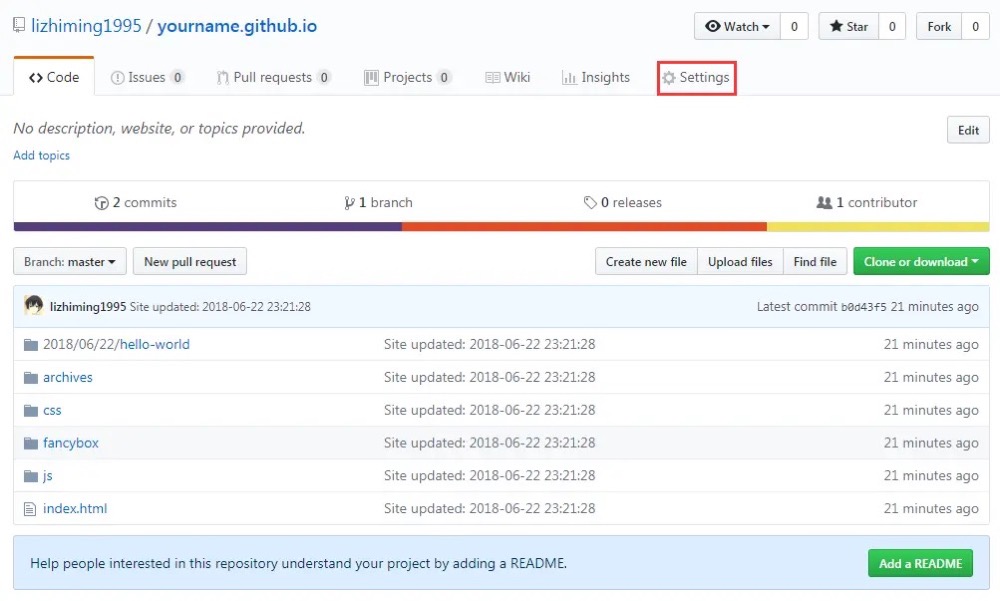 lizhiming1995 / yourname.github.io Watch 0 Star 0 Fork 0
Code Issues 0 Pull requests 0 Projects 0 Wiki Insights Settings
No description, website, or topics provided. Edit
Add topics
2 commits 1 branch 0 releases 1 contributor
Branch: master New pull request Create new file Upload files Find file Clone or download
lizhiming1995 Site updated: 2018-06-22 23:21:28 Latest commit b0d43f5 21 minutes ago
2018/06/22/hello-world Site updated: 2018-06-22 23:21:28 21 minutes ago
archives Site updated: 2018-06-22 23:21:28 21 minutes ago
css Site updated: 2018-06-22 23:21:28 21 minutes ago
fancybox Site updated: 2018-06-22 23:21:28 21 minutes ago
js Site updated: 2018-06-22 23:21:28 21 minutes ago
index.html Site updated: 2018-06-22 23:21:28 21 minutes ago
Help people interested in this repository understand your project by adding a README. Add a README